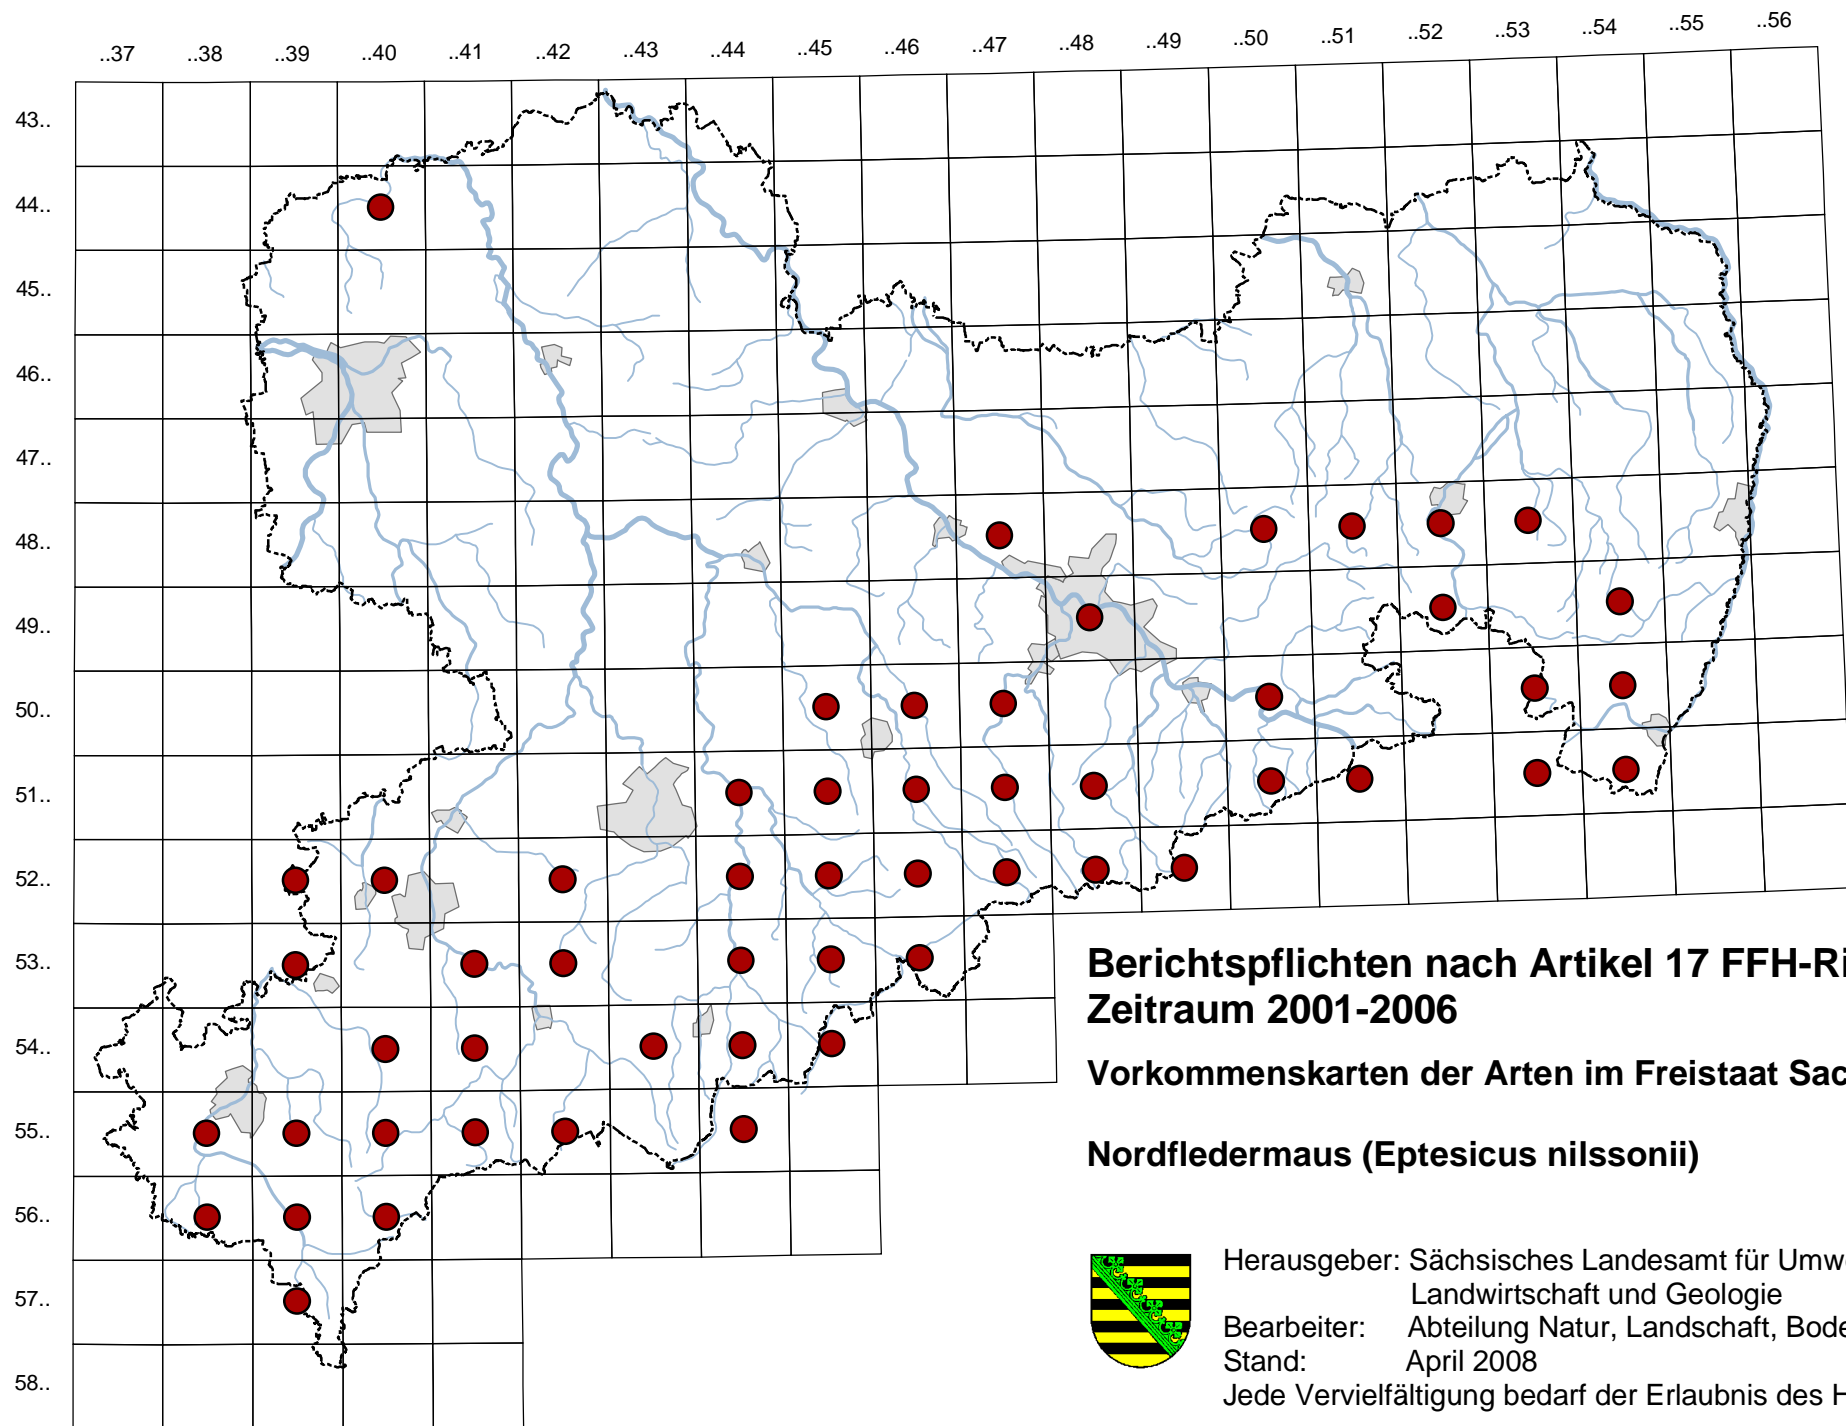 ..37 ..38 ..39 ..40 ..41 ..42 ..43 ..44 ..45 ..46 ..47 ..48 ..49 ..50 ..51 ..52 ..53 ..54 ..55 ..56
43..
44..
45..
46..
47..
48..
49..
50..
51..
52..
53..
54..
55..
56..
57..
58..
Berichtspflichten nach Artikel 17 FFH-Ri
Zeitraum 2001-2006
Vorkommenskarten der Arten im Freistaat Sac
Nordfledermaus (Eptesicus nilssonii)
Herausgeber: Sächsisches Landesamt für Umwe
Landwirtschaft und Geologie
Bearbeiter: Abteilung Natur, Landschaft, Bode
Stand: April 2008
Jede Vervielfältigung bedarf der Erlaubnis des H